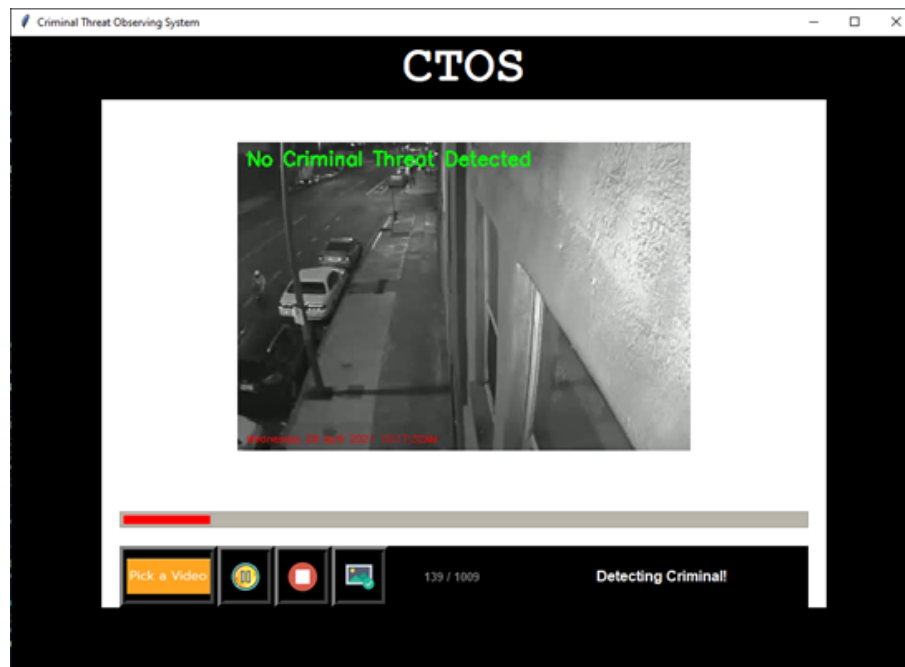 Criminal Threat Observing System
CTOS
No Criminal Threat Detected
Pick a Video
139 / 1009
Detecting Criminal!